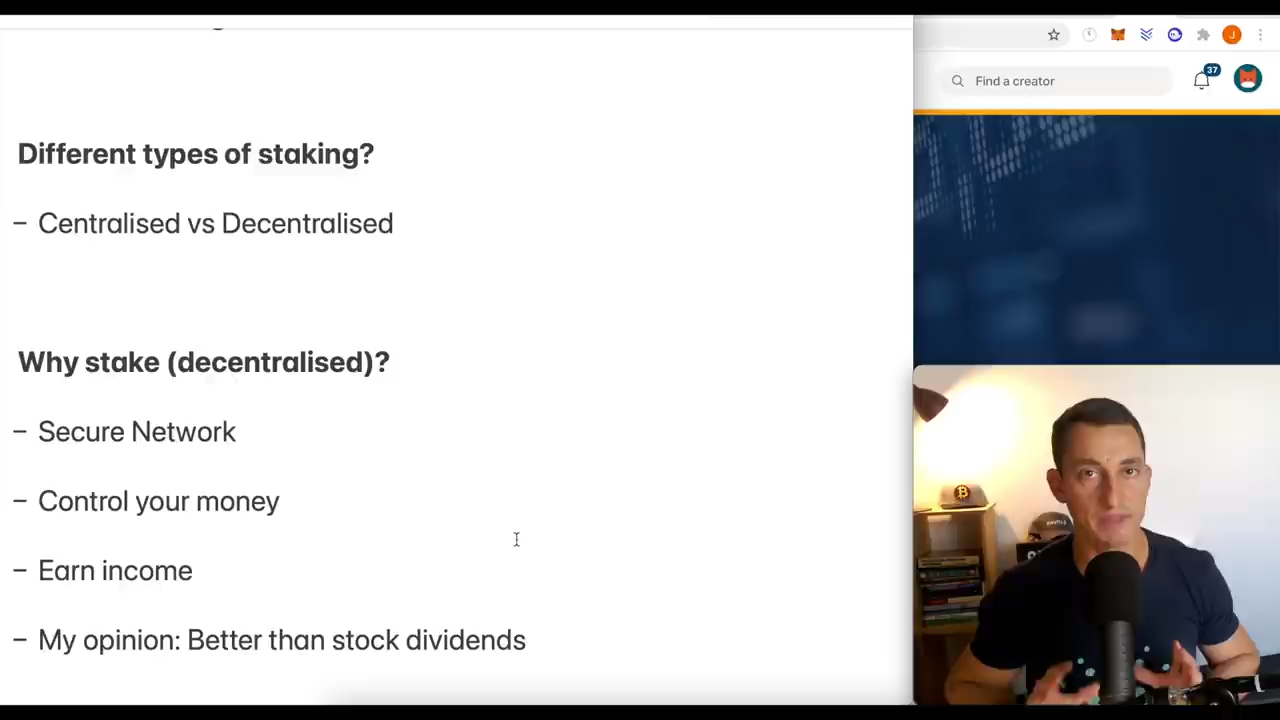 Different types of staking?
– Centralised vs Decentralised
Why stake (decentralised)?
– Secure Network
– Control your money
– Earn income
– My opinion: Better than stock dividends
Find a creator
37
J